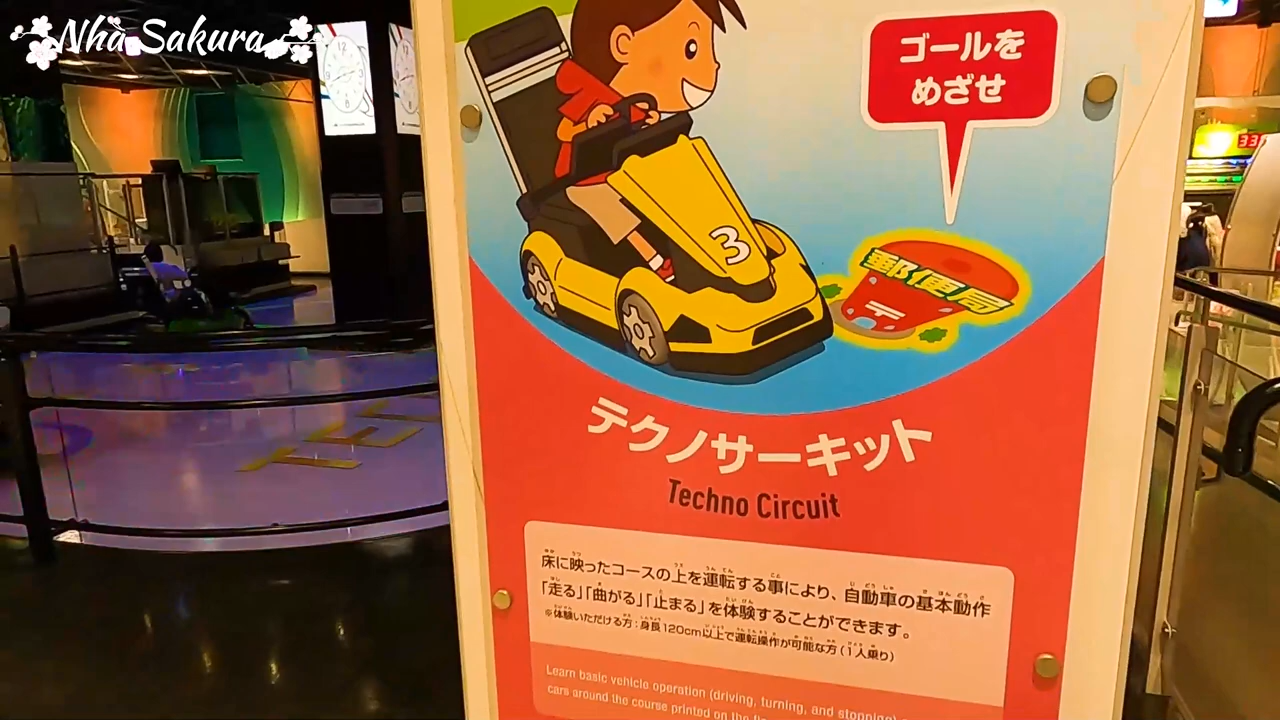 Nhà Sakura
ゴールを
めざせ
郵便局
〒
3
テクノサーキット
Techno Circuit
床に映ったコースの上を運転する事により、自動車の基本動作
「走る」「曲がる」「止まる」を体験することができます。
※体験いただける方：身長120cm以上で運転操作が可能な方(1人乗り)
Learn basic vehicle operation (driving, turning, and stopping)
cars around the course printed on the
TE
33